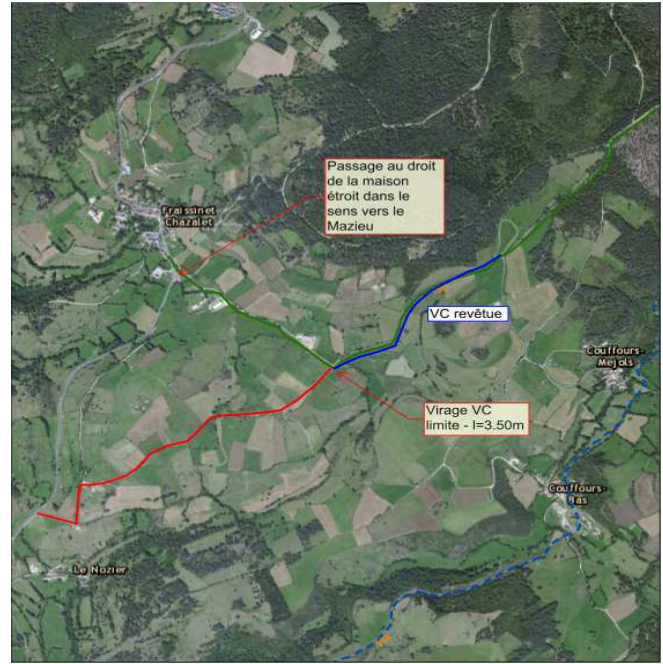 Passage au droit
de la maison
étroit dans le
sens vers le
Mazieu
Fraissinet
Chazalet
VC revêtue
Couffours-
Mejols
Virage VC
limite - l=3.50m
Couffours-
Bas
Le Nozier